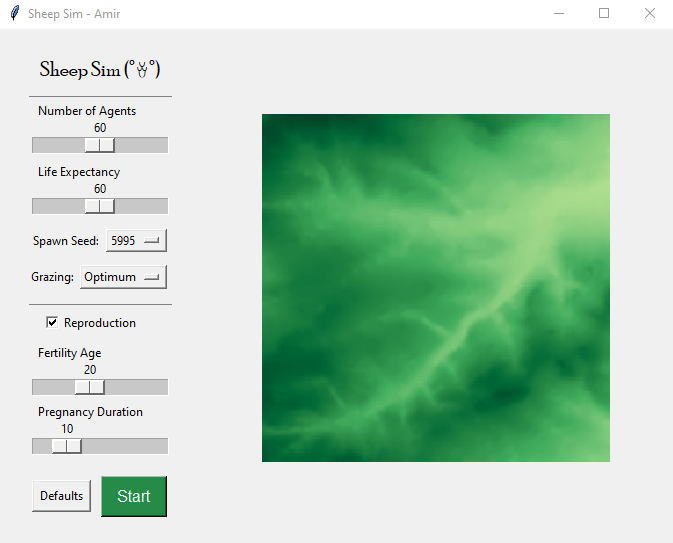 Sheep Sim - Amir
Sheep Sim (°ꈊ°)
Number of Agents
60
Life Expectancy
60
Spawn Seed: 5995
Grazing: Optimum
Reproduction
Fertility Age
20
Pregnancy Duration
10
Defaults Start